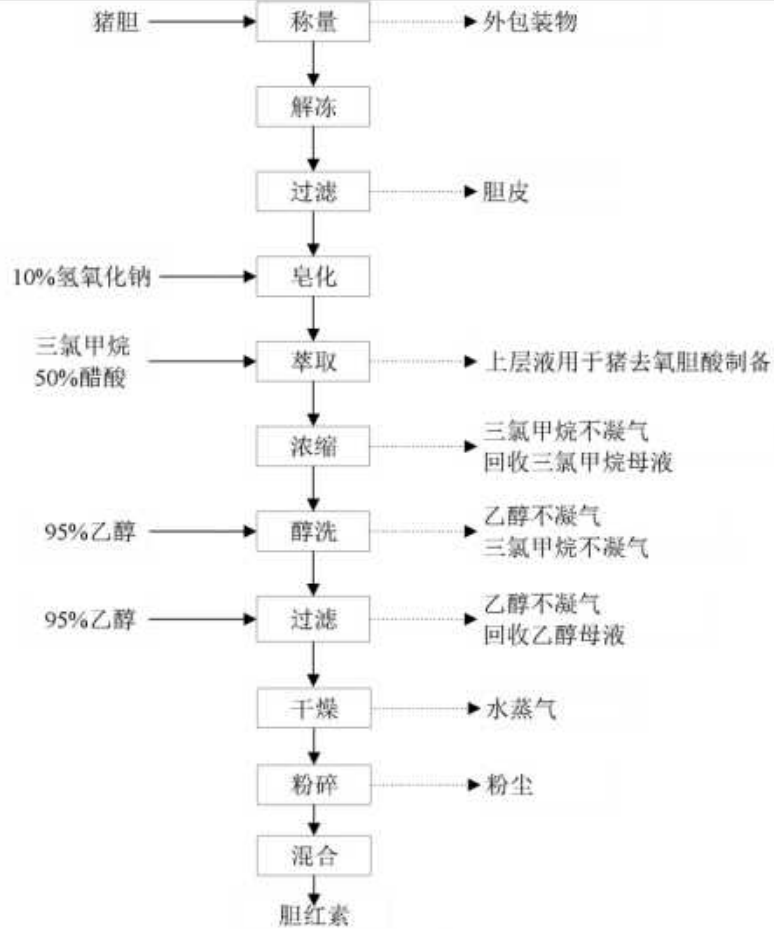 猪胆
称量
外包装物
解冻
过滤
胆皮
10%氢氧化钠
皂化
三氯甲烷
50%醋酸
萃取
上层液用于猪去氧胆酸制备
浓缩
三氯甲烷不凝气
回收三氯甲烷母液
95%乙醇
醇洗
乙醇不凝气
三氯甲烷不凝气
95%乙醇
过滤
乙醇不凝气
回收乙醇母液
干燥
水蒸气
粉碎
粉尘
混合
胆红素